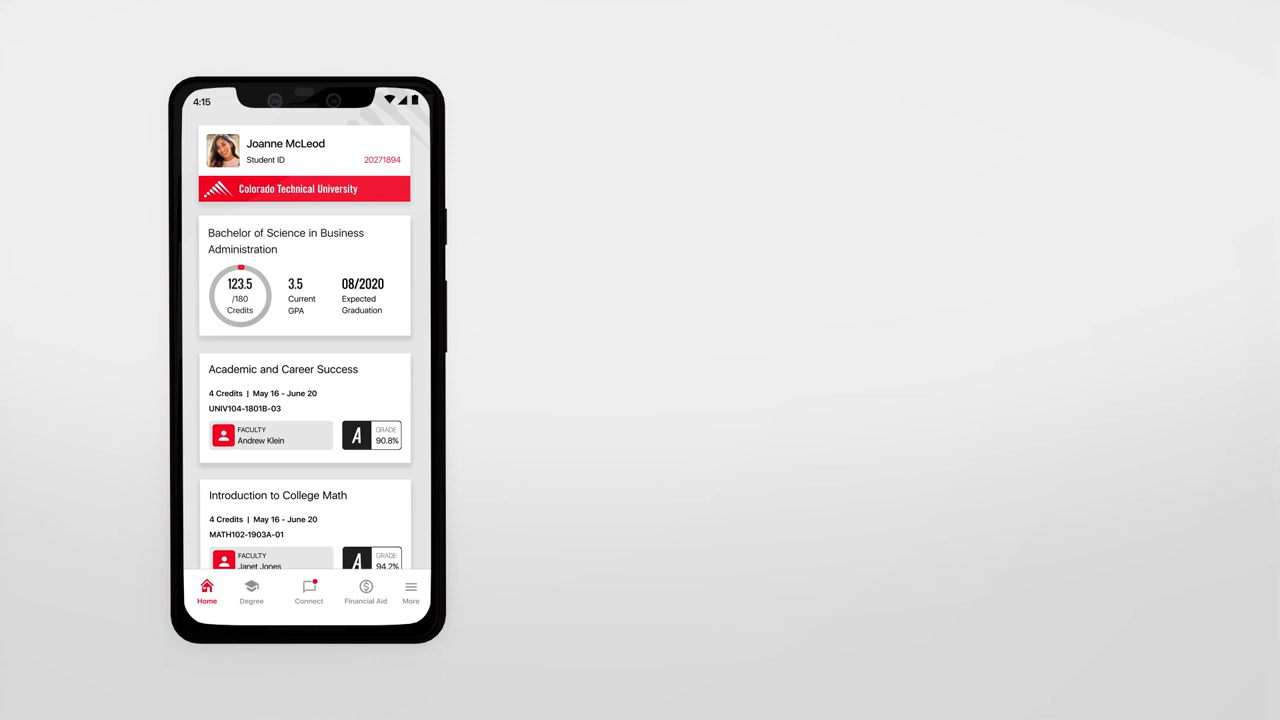 4:15
Joanne McLeod
Student ID 20271894
Colorado Technical University
Bachelor of Science in Business
Administration
123.5
/180
Credits
3.5
Current
GPA
08/2020
Expected
Graduation
Academic and Career Success
4 Credits | May 16 - June 20
UNIV104-1801B-03
FACULTY
Andrew Klein
A
GRADE
90.8%
Introduction to College Math
4 Credits | May 16 - June 20
MATH102-1903A-01
FACULTY
Janet Jones
A
GRADE
94.2%
Home
Degree
Connect
Financial Aid
More